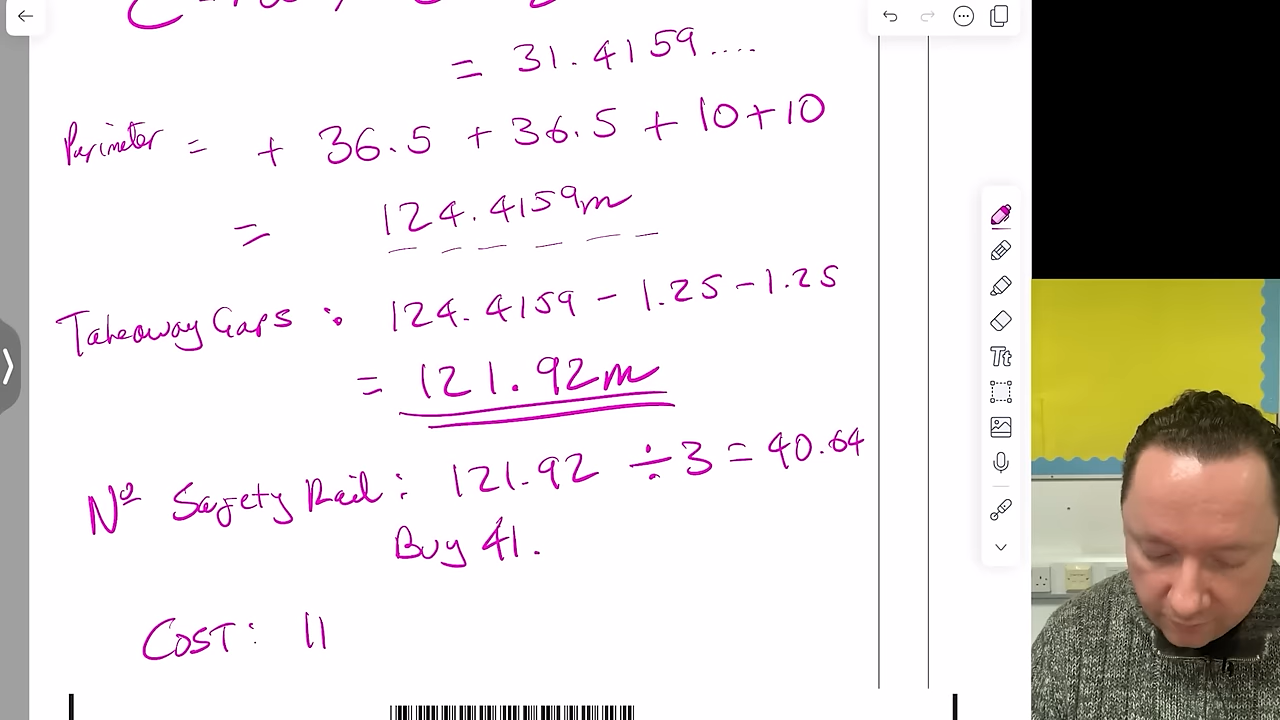 = 31.4159....
Perimeter = + 36.5 + 36.5 + 10+10
= 124.4159m
Takeaway Gaps : 124.4159 - 1.25 - 1.25
= 121.92m
Nº Safety Rail : 121.92 ÷ 3 = 40.64
Buy 41.
COST: 11
Tt